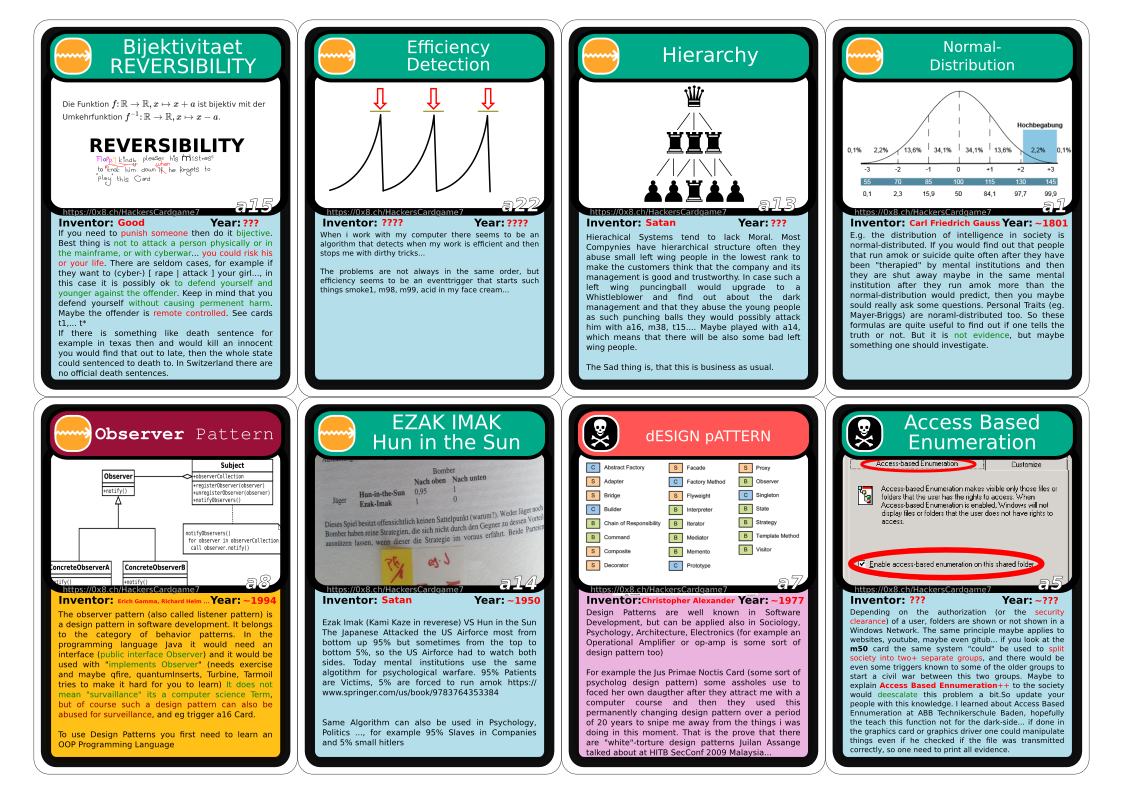 Bijektivitaet
REVERSIBILITY
Die Funktion f: ℝ → ℝ, x ↦ x + a ist bijektiv mit der
Umkehrfunktion f⁻¹: ℝ → ℝ, x ↦ x − a.
REVERSIBILITY
kindly pleades his Mistress
to him down when he forgets to
"play" this Card
a15
https://0x8.ch/HackersCardgame7
Inventor: Good Year: ???
If you need to punish someone then do it bijective.
Best thing is not to attack a person physically or in
the mainframe, or with cyberwar... you could risk his
or your life. There are seldom cases, for example if
they want to (cyber-) [ rape | attack ] your girl..., in
this case it is possibly ok to defend yourself and
younger against the offender. Keep in mind that you
defend yourself without causing permanent harm.
Maybe the offender is remote controlled. See cards
t1,... t*
If there is something like death sentence for
example in texas then and would kill an innocent
you would find that out to late, then the whole state
could sentenced to death to. In Switzerland there are
no official death sentences.
Efficiency
Detection
a22
https://0x8.ch/HackersCardgame7
Inventor: ???? Year: ????
When i work with my computer there seems to be an
algorithm that detects when my work is efficient and then
stops me with dirthy tricks...
The problems are not always in the same order, but
efficiency seems to be an eventtrigger that starts such
things smoke1, m98, m99, acid in my face cream...
Hierarchy
a13
https://0x8.ch/HackersCardgame7
Inventor: Satan Year: ???
Hierachical Systems tend to lack Moral. Most
Compynies have hierarchical structure often they
abuse small left wing people in the lowest rank to
make the customers think that the company and its
management is good and trustworthy. In case such a
left wing puncingball would upgrade to a
Whistleblower and find out about the dark
management and that they abuse the young people
as such punching balls they would possibly attack
him with a16, m38, t15.... Maybe played with a14,
which means that there will be also some bad left
wing people.
The Sad thing is, that this is business as usual.
Normal-
Distribution
Hochbegabung
0,1% 2,2% 13,6% 34,1% 34,1% 13,6% 2,2% 0,1%
-3 -2 -1 0 +1 +2 +3
55 70 85 100 115 130 145
0,1 2,3 15,9 50 84,1 97,7 99,9
a1
https://0x8.ch/HackersCardgame7
Inventor: Carl Friedrich Gauss Year: ~1801
E.g. the distribution of intelligence in society is
normal-distributed. If you would find out that people
that run amok or suicide quite often after they have
been "therapied" by mental institutions and then
they are shut away maybe in the same mental
institution after they run amok more than the
normal-distribution would predict, then you maybe
sould really ask some questions. Personal Traits (eg.
Mayer-Briggs) are noraml-distributed too. So these
formulas are quite useful to find out if one tells the
truth or not. But it is not evidence, but maybe
something one should investigate.
Observer Pattern
Observer
+notify()
Subject
+observerCollection
+registerObserver(observer)
+unregisterObserver(observer)
+notifyObservers()
notifyObservers()
for observer in observerCollection
call observer.notify()
ConcreteObserverA
notify()
ConcreteObserverB
+notify()
a8
https://0x8.ch/HackersCardgame7
Inventor: Erich Gamma, Richard Helm ... Year: ~1994
The observer pattern (also called listener pattern) is
a design pattern in software development. It belongs
to the category of behavior patterns. In the
programming language Java it would need an
interface (public interface Observer) and it would be
used with "implements Observer" (needs exercise
and maybe qfire, quantumInserts, Turbine, Tarmoil
tries to make it hard for you to learn) It does not
mean "survaillance" its a computer science Term,
but of course such a design pattern can also be
abused for surveillance, and eg trigger a16 Card.
To use Design Patterns you first need to learn an
OOP Programming Language
EZAK IMAK
Hun in the Sun
Bomber
Nach oben Nach unten
Jäger Hun-in-the-Sun 0,95 1
Ezak-Imak 1 0
Dieses Spiel besitzt offensichtlich keinen Sattelpunkt (warum?). Weder Jäger noch
Bomber haben reine Strategien, die sich nicht durch den Gegner zu dessen Vorteil
ausnützen lassen, wenn dieser die Strategie im voraus erfährt. Beide Parteien
a14
https://0x8.ch/HackersCardgame7
Inventor: Satan Year: ~1950
Ezak Imak (Kami Kaze in reverese) VS Hun in the Sun
The Japanese Attacked the US Airforce most from
bottom up 95% but sometimes from the top to
bottom 5%, so the US Airforce had to watch both
sides. Today mental institutions use the same
algotithm for psychological warfare. 95% Patients
are Victims, 5% are forced to run amok https://
www.springer.com/us/book/9783764353384
Same Algorithm can also be used in Psychology,
Politics ..., for example 95% Slaves in Companies
and 5% small hitlers
dESIGN pATTERN
C Abstract Factory S Facade S Proxy
S Adapter C Factory Method B Observer
S Bridge S Flyweight C Singleton
C Builder B Interpreter B State
B Chain of Responsibility B Iterator B Strategy
B Command B Mediator B Template Method
S Composite B Memento B Visitor
S Decorator C Prototype
a7
https://0x8.ch/HackersCardgame7
Inventor: Christopher Alexander Year: ~1977
Design Patterns are well known in Software
Development, but can be applied also in Sociology,
Psychology, Architecture, Electronics (for example an
Operational Amplifier or op-amp is some sort of
design pattern too)
For example the Jus Primae Noctis Card (some sort of
psycholog design pattern) some assholes use to
foced her own daugther after they attract me with a
computer course and then they used this
permanently changing design pattern over a period
of 20 years to snipe me away from the things i was
doing in this moment. That is the prove that there
are "white"-torture design patterns Juilan Assange
talked about at HITB SecConf 2009 Malaysia...
Access Based
Enumeration
Access-based Enumeration Customize
Access-based Enumeration makes visible only those files or
folders that the user has the rights to access. When
Access-based Enumeration is enabled, Windows will not
display files or folders that the user does not have rights to
access.
Enable access-based enumeration on this shared folder
a5
https://0x8.ch/HackersCardgame7
Inventor: ??? Year: ~???
Depending on the authorization (or the security
clearance) of a user, folders are shown or not shown in a
Windows Network. The same principle maybe applies to
websites, youtube, maybe even gnu... if you look at the
m50 card the same system "could" be used to split
society into two+ separate groups, and there would be
even some triggers known to some of the older groups to
start a civil war between this two groups. Maybe to
explain Access Based Ennumeration++ to the society
would deescalate this problem a bit.So update your
people with this knowledge. I learned about Access Based
Ennumeration at ABB Technikerschule Baden, hopefully
the teach this function not for the dark-side... if done in
the graphics card or graphics driver one could manipulate
things even if he checked if the file was transmitted
correctly, so one need to print all evidence.